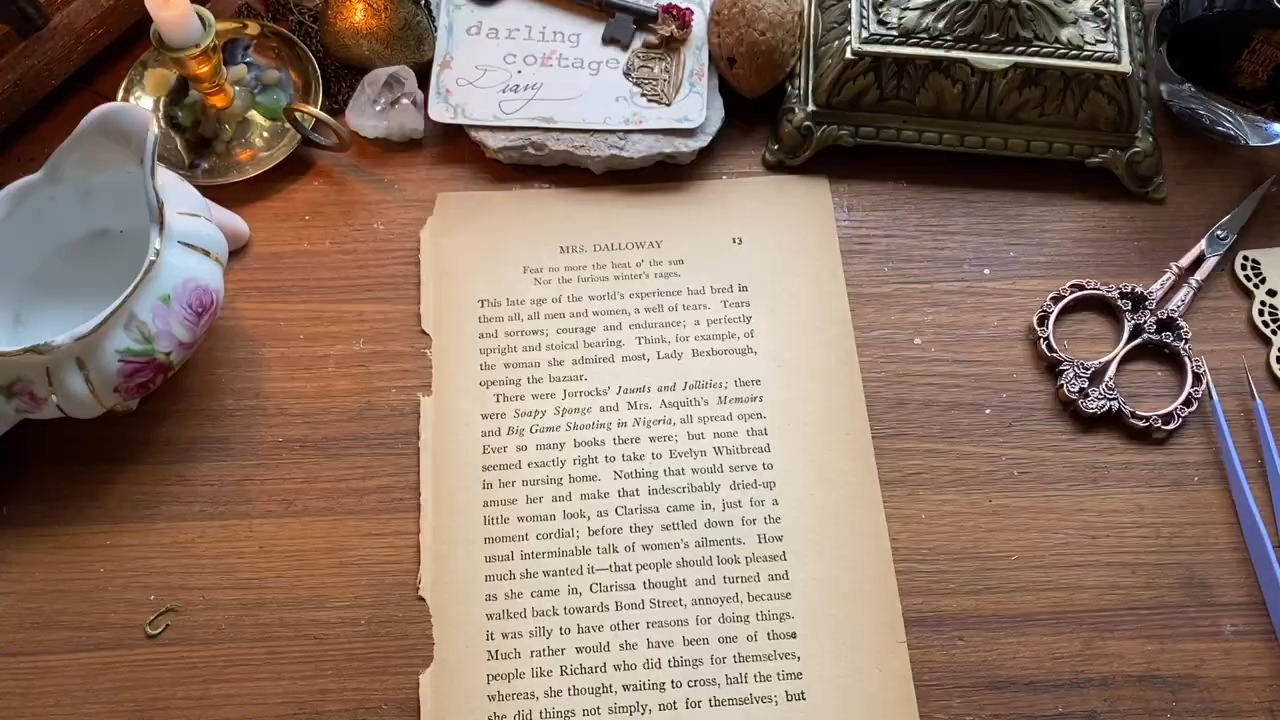 darling
cottage
Diary
MRS. DALLOWAY 13
Fear no more the heat o' the sun
Nor the furious winter's rages.
This late age of the world's experience had bred in
them all, all men and women, a well of tears. Tears
and sorrows; courage and endurance; a perfectly
upright and stoical bearing. Think, for example, of
the woman she admired most, Lady Bexborough,
opening the bazaar.
There were Jorrocks' Jaunts and Jollities; there
were Soapy Sponge and Mrs. Asquith's Memoirs
and Big Game Shooting in Nigeria, all spread open.
Ever so many books there were; but none that
seemed exactly right to take to Evelyn Whitbread
in her nursing home. Nothing that would serve to
amuse her and make that indescribably dried-up
little woman look, as Clarissa came in, just for a
moment cordial; before they settled down for the
usual interminable talk of women's ailments. How
much she wanted it—that people should look pleased
as she came in, Clarissa thought and turned and
walked back towards Bond Street, annoyed, because
it was silly to have other reasons for doing things.
Much rather would she have been one of those
people like Richard who did things for themselves,
whereas, she thought, waiting to cross, half the time
she did things not simply, not for themselves; but